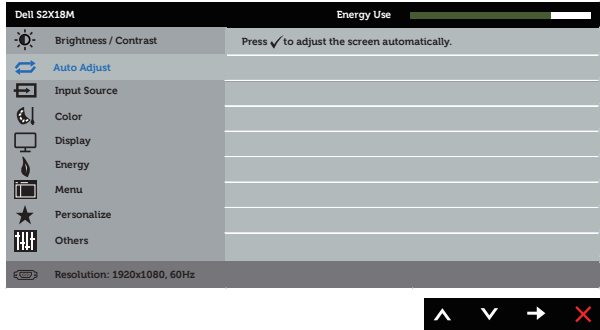 Dell S2X18M Energy Use
Brightness / Contrast Press ✓to adjust the screen automatically.
Auto Adjust
Input Source
Color
Display
Energy
Menu
Personalize
Others
Resolution: 1920x1080, 60Hz